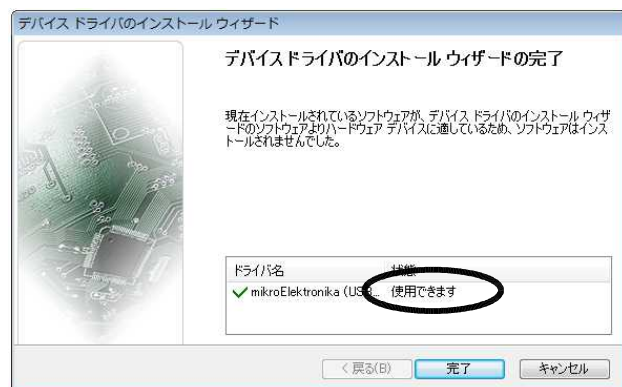 デバイス ドライバのインストール ウィザード
デバイス ドライバのインストール ウィザードの完了
現在インストールされているソフトウェアが、デバイス ドライバのインストール ウィザ
ードのソフトウェアよりハードウェア デバイスに適しているため、ソフトウェアはインス
トールされませんでした。
ドライバ名 状態
mikroElektronika (USB... 使用できます
< 戻る(B) 完了 キャンセル